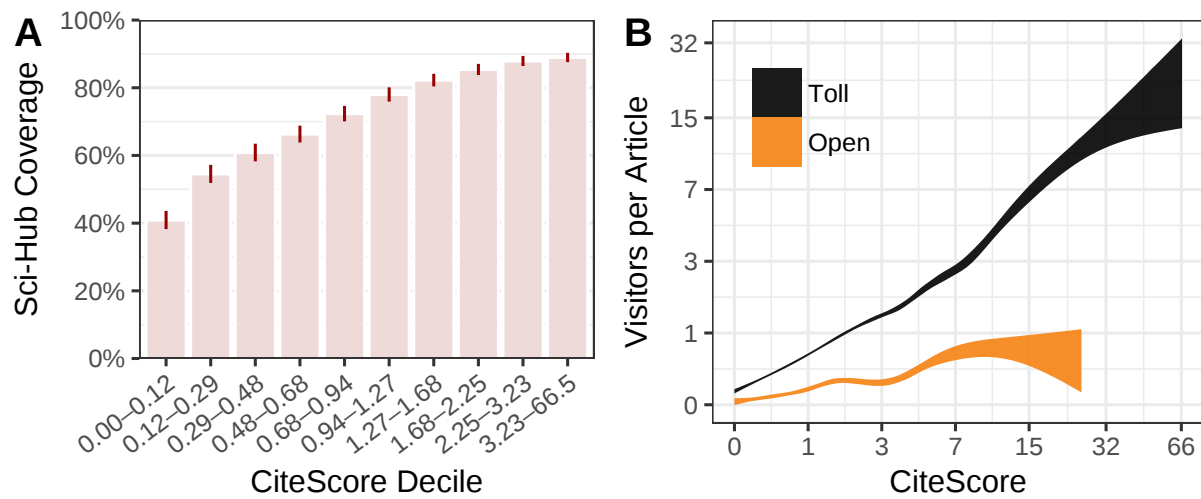 A
100%
80%
60%
40%
20%
0%
Sci-Hub Coverage
0.00–0.12
0.12–0.29
0.29–0.48
0.48–0.68
0.68–0.94
0.94–1.27
1.27–1.68
1.68–2.25
2.25–3.23
3.23–66.5
CiteScore Decile
B
32
15
7
3
1
0
Visitors per Article
Toll
Open
0 1 3 7 15 32 66
CiteScore